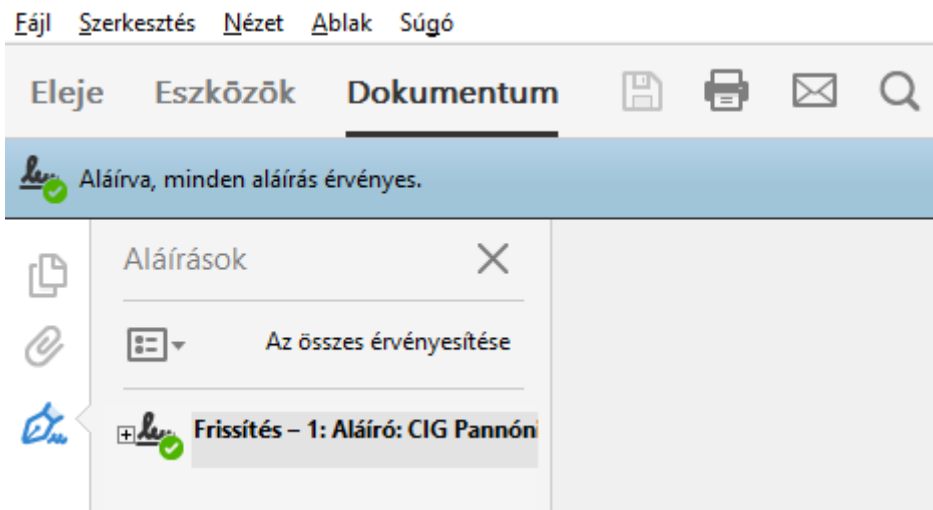 Fájl Szerkesztés Nézet Ablak Súgó
Eleje Eszközök Dokumentum
Aláírva, minden aláírás érvényes.
Aláírások
Az összes érvényesítése
Frissítés – 1: Aláíró: CIG Pannóni